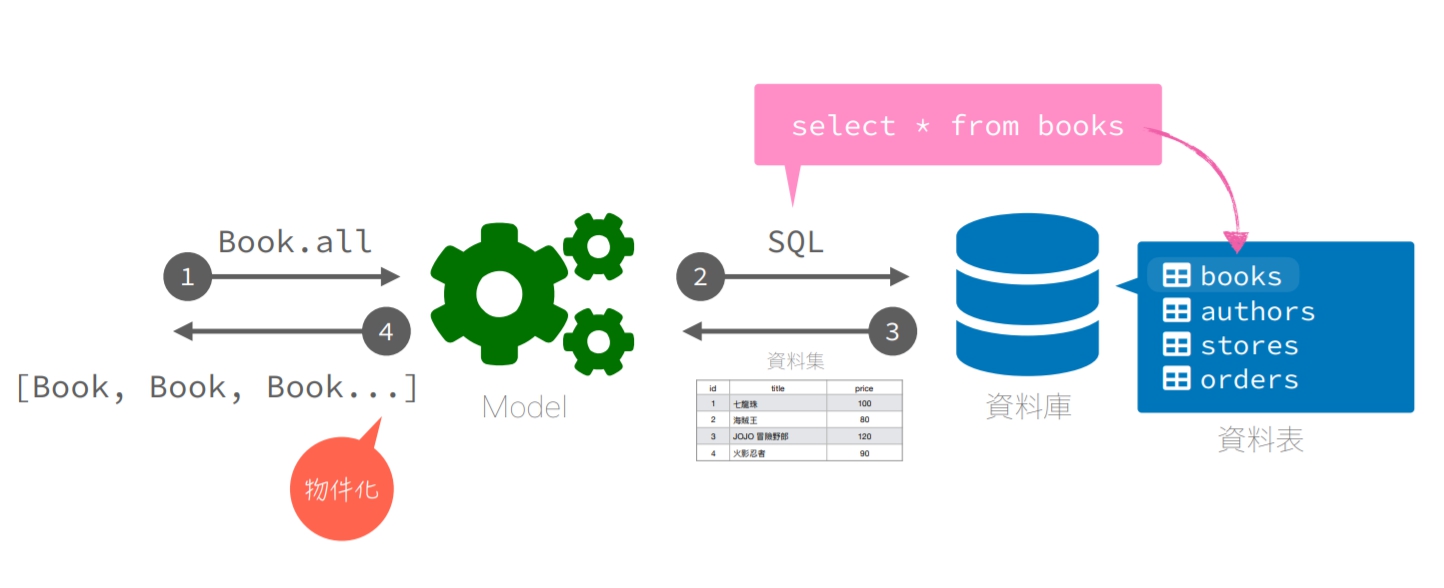 select * from books
Book.all
SQL
1
2
4
3
books
authors
stores
orders
[Book, Book, Book...]
Model
資料集
id title price
1 七龍珠 100
2 海賊王 80
3 JOJO 冒險野郎 120
4 火影忍者 90
資料庫
資料表
物件化